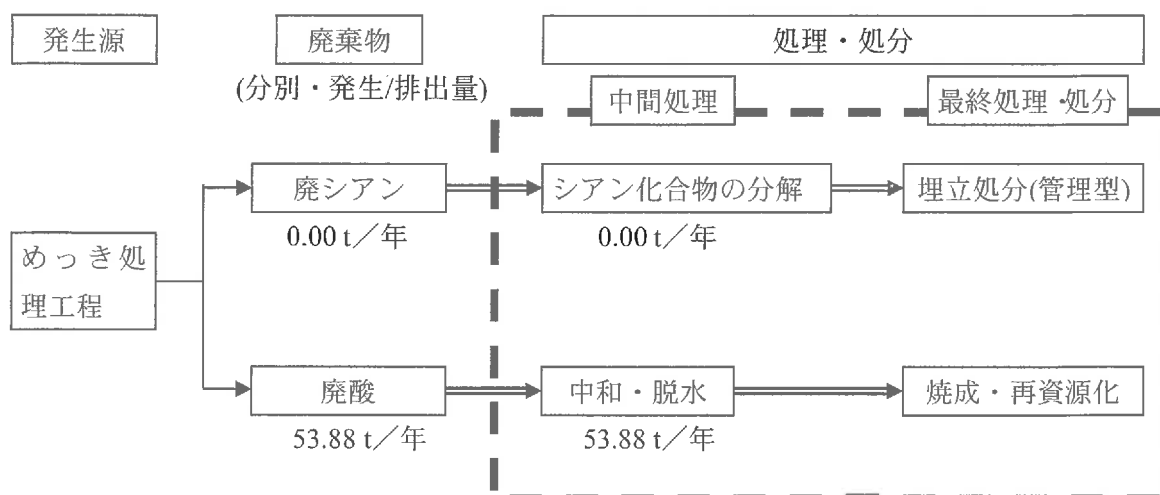 発生源
廃棄物
処理・処分
(分別・発生/排出量)
中間処理
最終処理・処分
廃シアン
シアン化合物の分解
埋立処分(管理型)
0.00 t／年
0.00 t／年
めっき処
理工程
廃酸
中和・脱水
焼成・再資源化
53.88 t／年
53.88 t／年